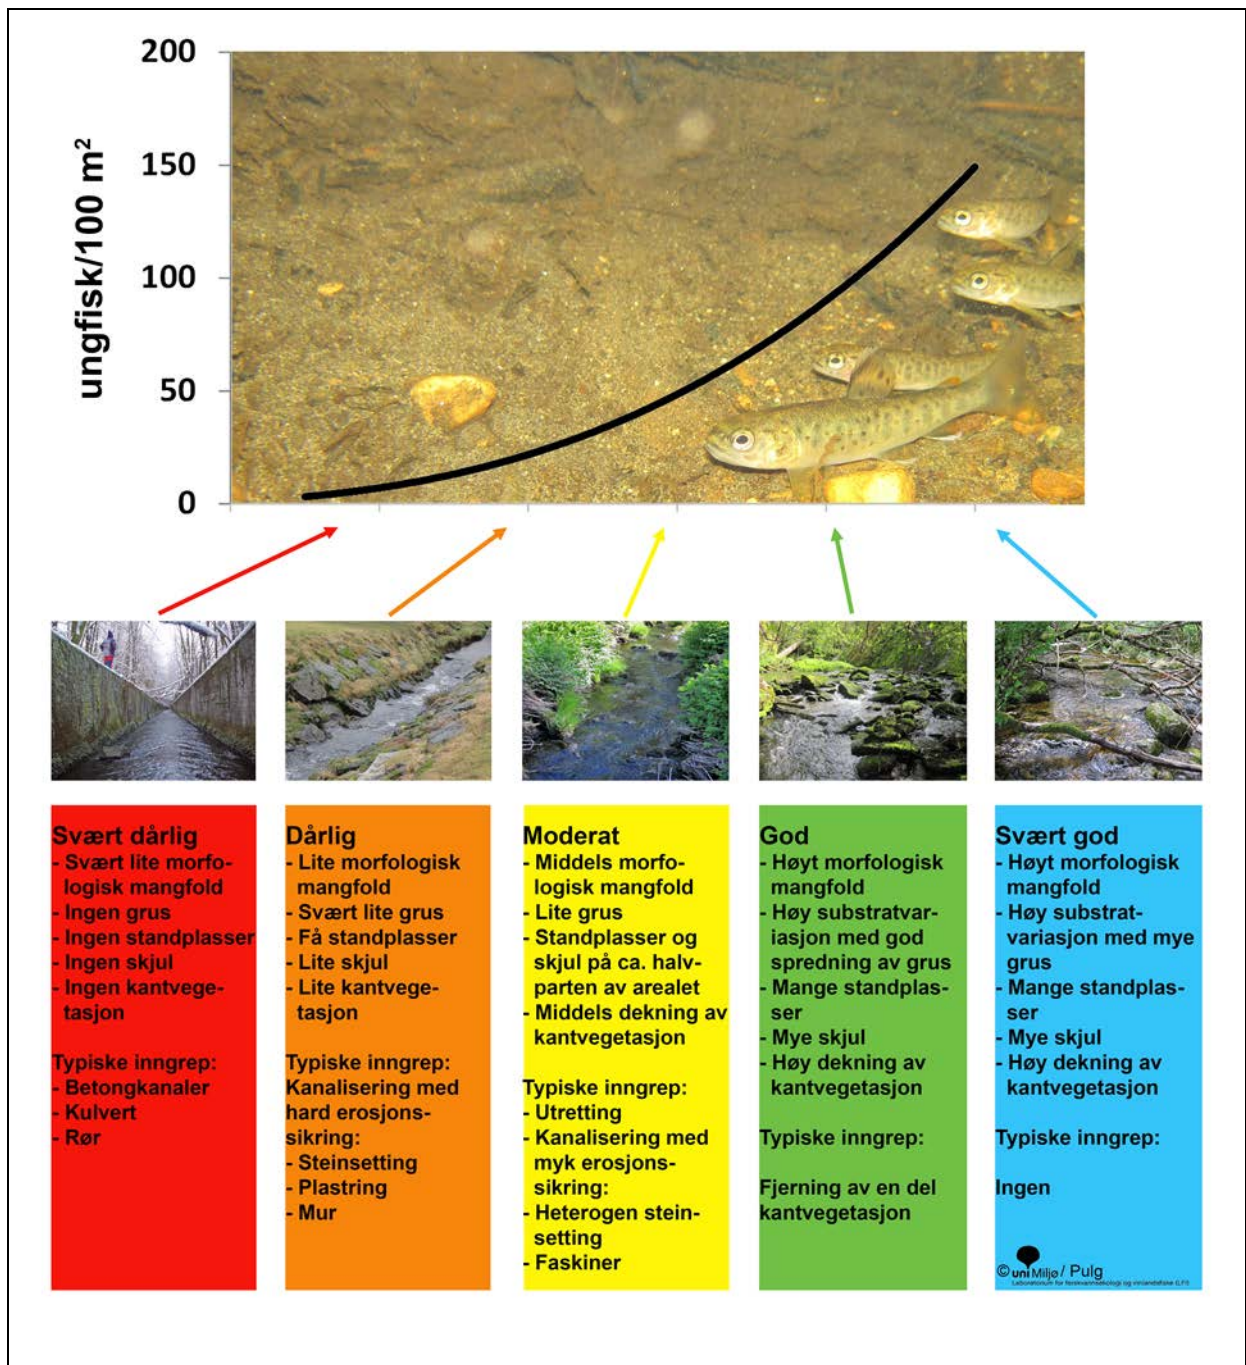 200
150
100
50
0
ungfisk/100 m²
Svært dårlig
- Svært lite morfo-
logisk mangfold
- Ingen grus
- Ingen standplasser
- Ingen skjul
- Ingen kantvege-
tasjon
Typiske inngrep:
- Betongkanaler
- Kulvert
- Rør
Dårlig
- Lite morfologisk
mangfold
- Svært lite grus
- Få standplasser
- Lite skjul
- Lite kantvege-
tasjon
Typiske inngrep:
Kanalisering med
hard erosjons-
sikring:
- Steinsetting
- Plastring
- Mur
Moderat
- Middels morfo-
logisk mangfold
- Lite grus
- Standplasser og
skjul på ca. halv-
parten av arealet
- Middels dekning av
kantvegetasjon
Typiske inngrep:
- Utretting
- Kanalisering med
myk erosjons-
sikring:
- Heterogen stein-
setting
- Faskiner
God
- Høyt morfologisk
mangfold
- Høy substratvar-
iasjon med god
spredning av grus
- Mange standplas-
ser
- Mye skjul
- Høy dekning av
kantvegetasjon
Typiske inngrep:
Fjerning av en del
kantvegetasjon
Svært god
- Høyt morfologisk
mangfold
- Høy substrat-
variasjon med mye
grus
- Mange standplas-
ser
- Mye skjul
- Høy dekning av
kantvegetasjon
Typiske inngrep:
Ingen
© uni Miljø / Pulg
Laboratorium for ferskvannsøkologi og innlandsfiske (LFI)